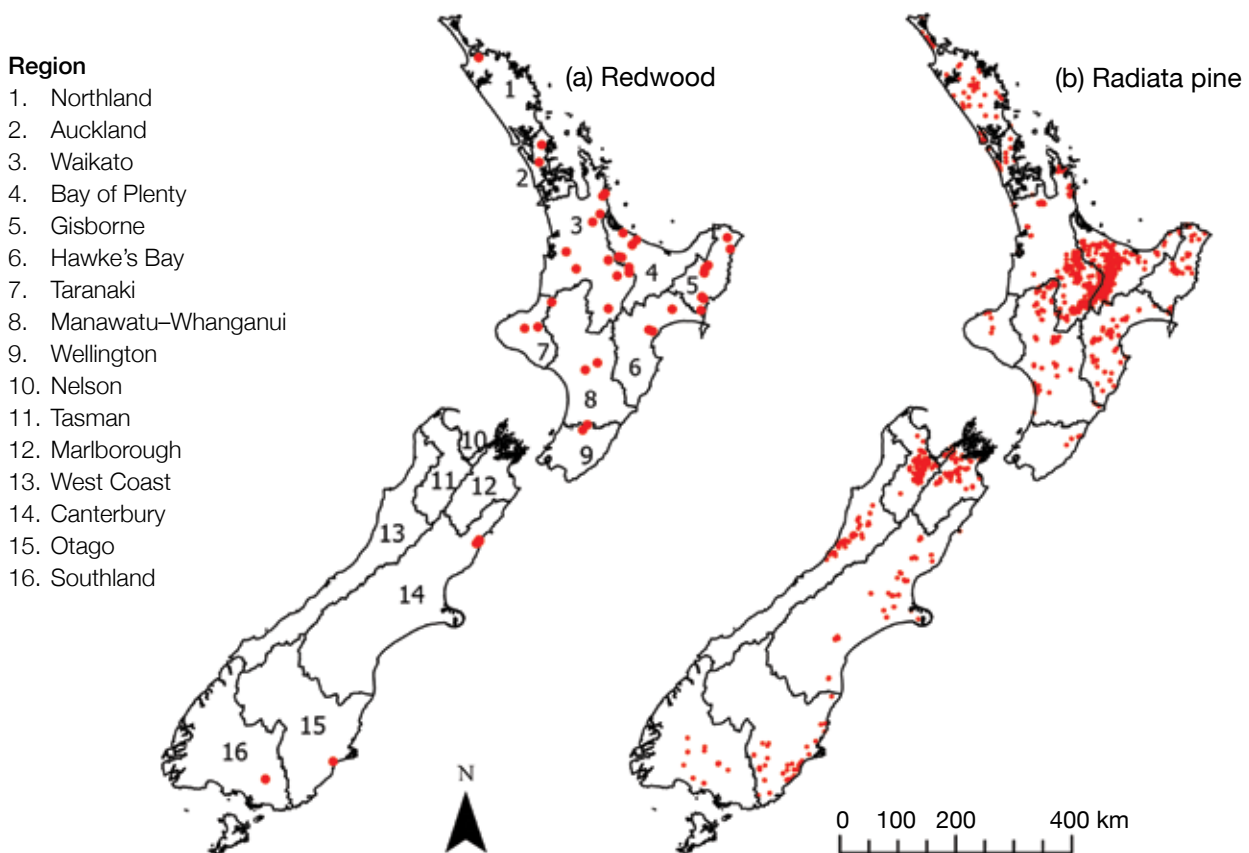 Region
1. Northland
2. Auckland
3. Waikato
4. Bay of Plenty
5. Gisborne
6. Hawke's Bay
7. Taranaki
8. Manawatu–Whanganui
9. Wellington
10. Nelson
11. Tasman
12. Marlborough
13. West Coast
14. Canterbury
15. Otago
16. Southland
(a) Redwood
1
2
3
4
5
6
7
8
9
10
11
12
13
14
15
16
N
(b) Radiata pine
0 100 200 400 km